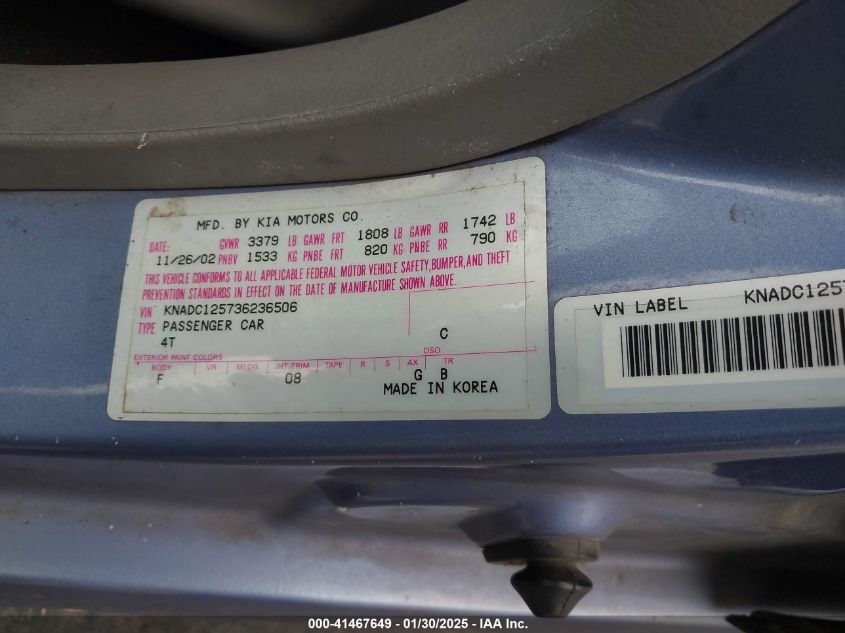 MFD. BY KIA MOTORS CO.
DATE: GVWR 3379 LB GAWR FRT 1808 LB GAWR RR 1742 LB
11/26/02 PNBV 1533 KG PNBE FRT 820 KG PNBE RR 790 KG
THIS VEHICLE CONFORMS TO ALL APPLICABLE FEDERAL MOTOR VEHICLE SAFETY,BUMPER,AND THEFT
PREVENTION STANDARDS IN EFFECT ON THE DATE OF MANUFACTURE SHOWN ABOVE.
VIN KNADC125736236506
TYPE PASSENGER CAR
4T C
EXTERIOR PAINT COLORS DSO
BODY VR MLDG INT.TRIM TAPE R S AX TR
F 08 G B
MADE IN KOREA
VIN LABEL KNADC1257
000-41467649 - 01/30/2025 - IAA Inc.